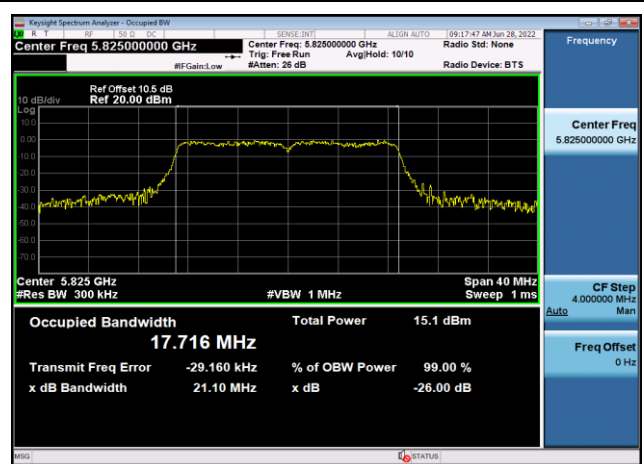 Keysight Spectrum Analyzer - Occupied BW
R T RF 50 Ω DC SENSE:INT ALIGN AUTO 09:17:47 AM Jun 28, 2022
Center Freq 5.825000000 GHz
Center Freq: 5.825000000 GHz
Radio Std: None
Trig: Free Run Avg|Hold: 10/10
#IFGain:Low #Atten: 26 dB Radio Device: BTS
Ref Offset 10.5 dB
10 dB/div Ref 20.00 dBm
Log
10.0
0.00
-10.0
-20.0
-30.0
-40.0
-50.0
-60.0
-70.0
Center 5.825 GHz Span 40 MHz
#Res BW 300 kHz #VBW 1 MHz Sweep 1 ms
Occupied Bandwidth Total Power 15.1 dBm
17.716 MHz
Transmit Freq Error -29.160 kHz % of OBW Power 99.00 %
x dB Bandwidth 21.10 MHz x dB -26.00 dB
Frequency
Center Freq
5.825000000 GHz
CF Step
4.000000 MHz
Auto Man
Freq Offset
0 Hz
MSG STATUS